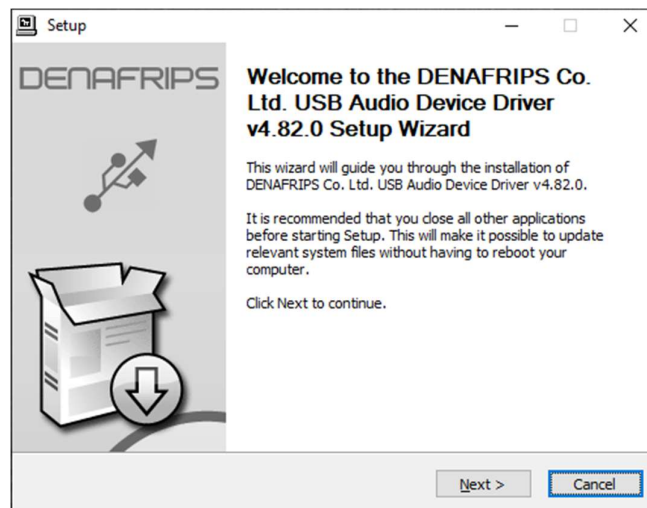 Setup
DENAFRIPS
Welcome to the DENAFRIPS Co.
Ltd. USB Audio Device Driver
v4.82.0 Setup Wizard
This wizard will guide you through the installation of
DENAFRIPS Co. Ltd. USB Audio Device Driver v4.82.0.
It is recommended that you close all other applications
before starting Setup. This will make it possible to update
relevant system files without having to reboot your
computer.
Click Next to continue.
Next >
Cancel